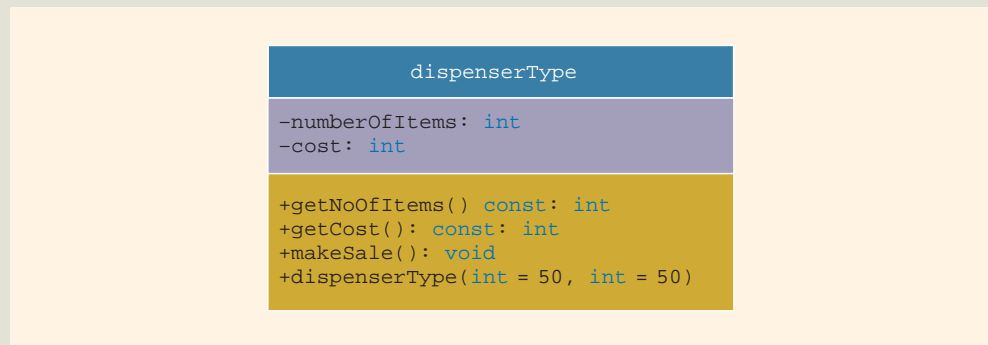 dispenserType
–numberOfItems: int
–cost: int
+getNoOfItems() const: int
+getCost(): const: int
+makeSale(): void
+dispenserType(int = 50, int = 50)